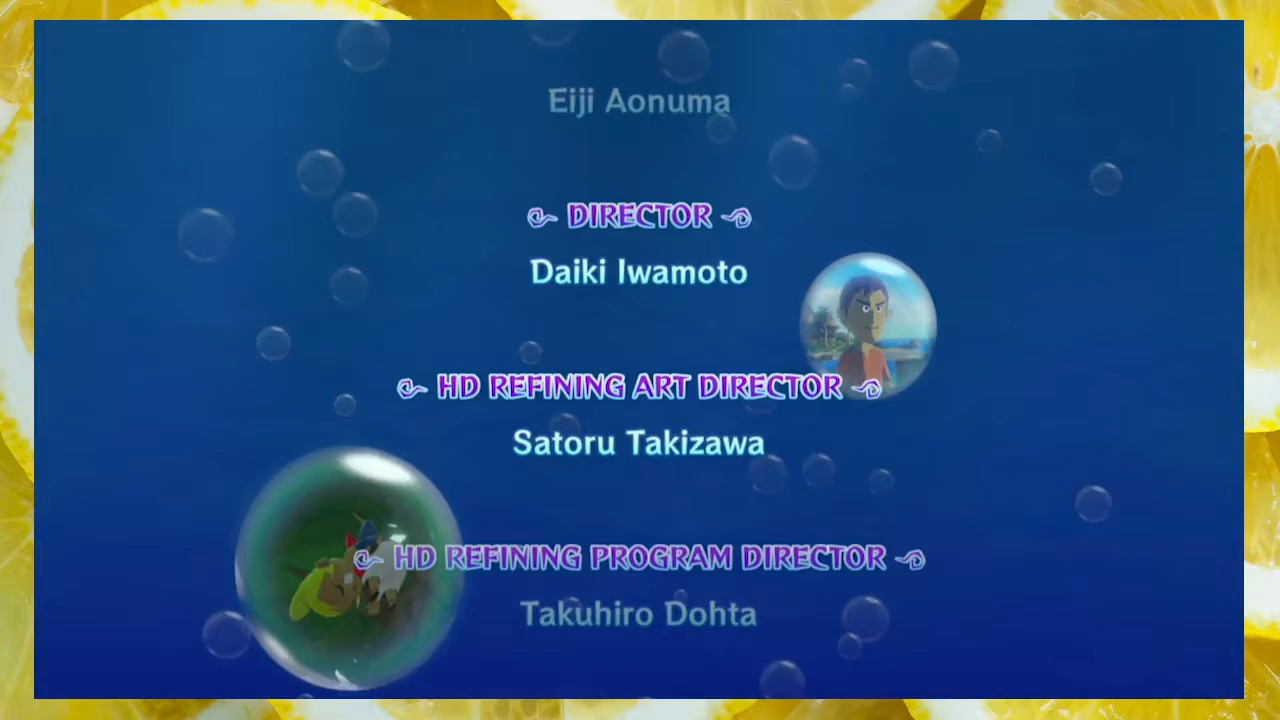 Eiji Aonuma
DIRECTOR
Daiki Iwamoto
HD REFINING ART DIRECTOR
Satoru Takizawa
HD REFINING PROGRAM DIRECTOR
Takuhiro Dohta